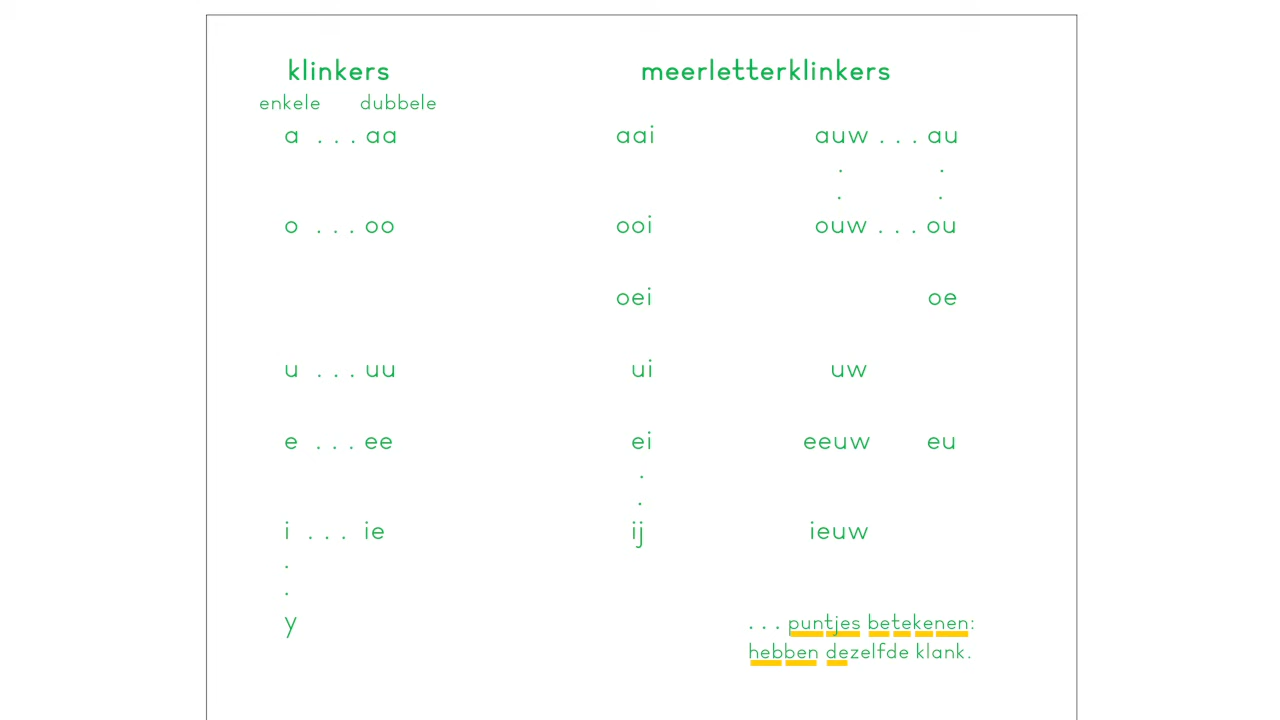 klinkers meerletterklinkers
enkele dubbele
a . . . aa aai auw . . . au
. .
. .
o . . . oo ooi ouw . . . ou
oei oe
u . . . uu ui uw
e . . . ee ei eeuw eu
.
.
i . . . ie ij ieuw
.
.
y
. . . puntjes betekenen:
hebben dezelfde klank.